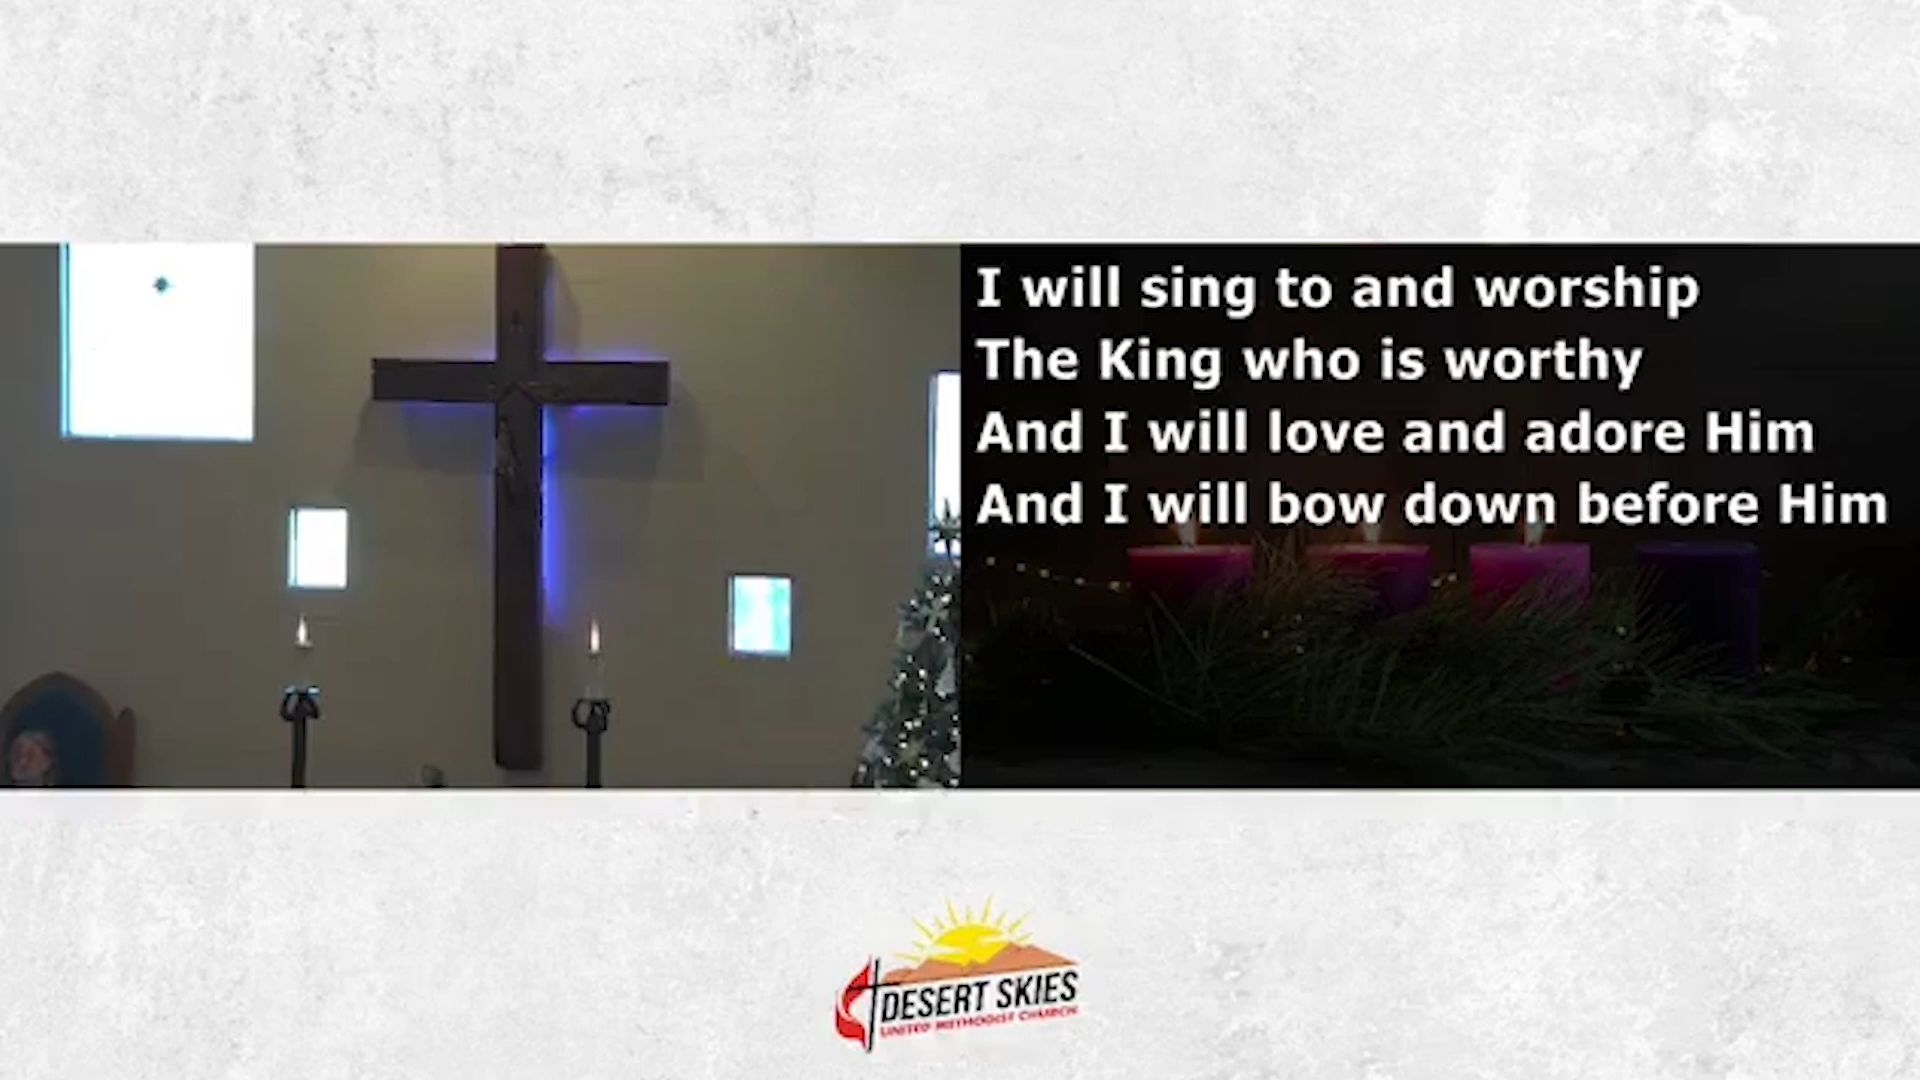 I will sing to and worship
The King who is worthy
And I will love and adore Him
And I will bow down before Him
DESERT SKIES
UNITED METHODIST CHURCH